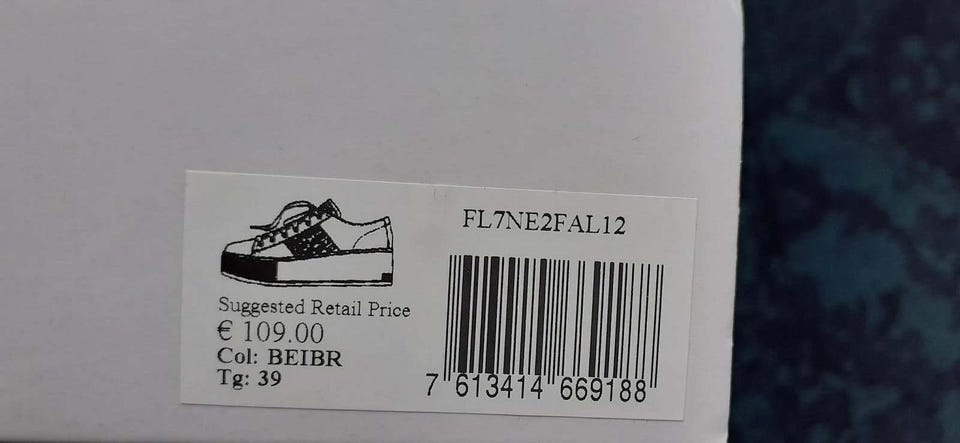 FL7NE2FAL12
Suggested Retail Price
€ 109.00
Col: BEIBR
Tg: 39
7 613414 669188